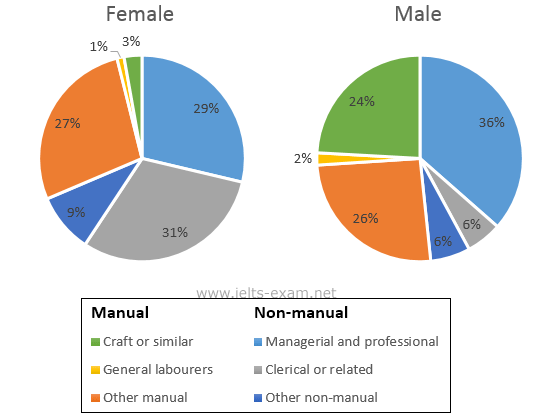 Female Male
3%
1%
29%
27%
9%
31%
24%
36%
2%
26%
6%
6%
www.ielts-exam.net
Manual Non-manual
Craft or similar Managerial and professional
General labourers Clerical or related
Other manual Other non-manual